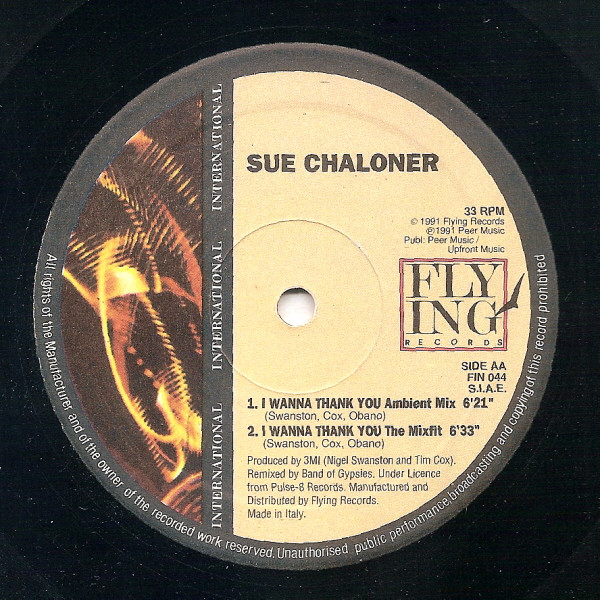 SUE CHALONER
33 RPM
© 1991 Flying Records
℗1991 Peer Music
Publ: Peer Music /
Upfront Music
FLY
ING
RECORDS
SIDE AA
FIN 044
S.I.A.E.
1. I WANNA THANK YOU Ambient Mix 6'21"
(Swanston, Cox, Obano)
2. I WANNA THANK YOU The Mixfit 6'33"
(Swanston, Cox, Obano)
Produced by 3MI (Nigel Swanston and Tim Cox).
Remixed by Band of Gypsies. Under Licence
from Pulse-8 Records. Manufactured and
Distributed by Flying Records.
Made in Italy.
INTERNATIONAL
INTERNATIONAL
INTERNATIONAL
All rights of the Manufacturer and of the owner of the recorded work reserved. Unauthorised public performance, broadcasting and copying of this record prohibited